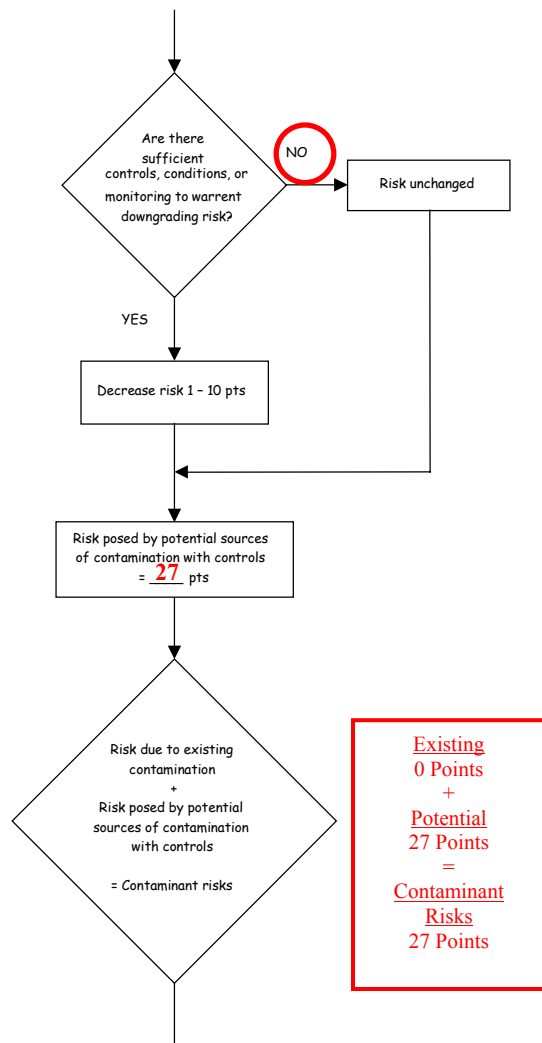 Are there
sufficient
controls, conditions, or
monitoring to warrent
downgrading risk?
NO
Risk unchanged
YES
Decrease risk 1 – 10 pts
Risk posed by potential sources
of contamination with controls
= 27 pts
Risk due to existing
contamination
+
Risk posed by potential
sources of contamination
with controls
= Contaminant risks
Existing
0 Points
+
Potential
27 Points
=
Contaminant
Risks
27 Points